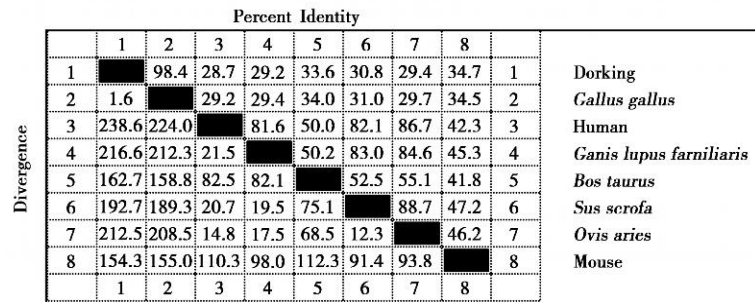 Percent Identity
1 2 3 4 5 6 7 8
1 98.4 28.7 29.2 33.6 30.8 29.4 34.7 1 Dorking
2 1.6 29.2 29.4 34.0 31.0 29.7 34.5 2 Gallus gallus
3 238.6 224.0 81.6 50.0 82.1 86.7 42.3 3 Human
4 216.6 212.3 21.5 50.2 83.0 84.6 45.3 4 Ganis lupus farniliaris
5 162.7 158.8 82.5 82.1 52.5 55.1 41.8 5 Bos taurus
6 192.7 189.3 20.7 19.5 75.1 88.7 47.2 6 Sus scrofa
7 212.5 208.5 14.8 17.5 68.5 12.3 46.2 7 Ovis aries
8 154.3 155.0 110.3 98.0 112.3 91.4 93.8 8 Mouse
1 2 3 4 5 6 7 8
Divergence